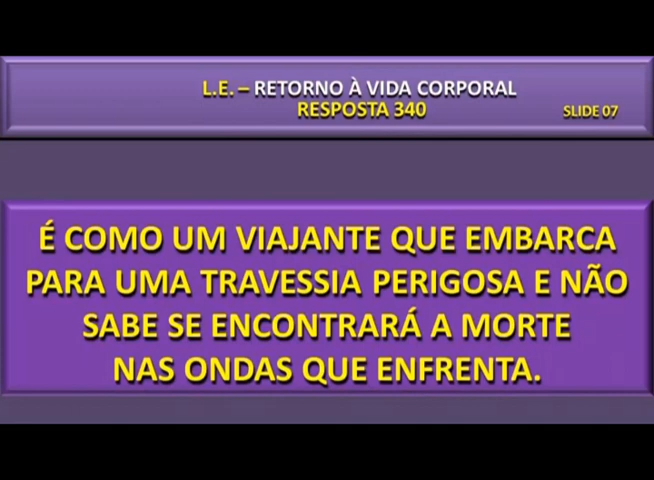 L.E. – RETORNO À VIDA CORPORAL
RESPOSTA 340
SLIDE 07
É COMO UM VIAJANTE QUE EMBARCA
PARA UMA TRAVESSIA PERIGOSA E NÃO
SABE SE ENCONTRARÁ A MORTE
NAS ONDAS QUE ENFRENTA.